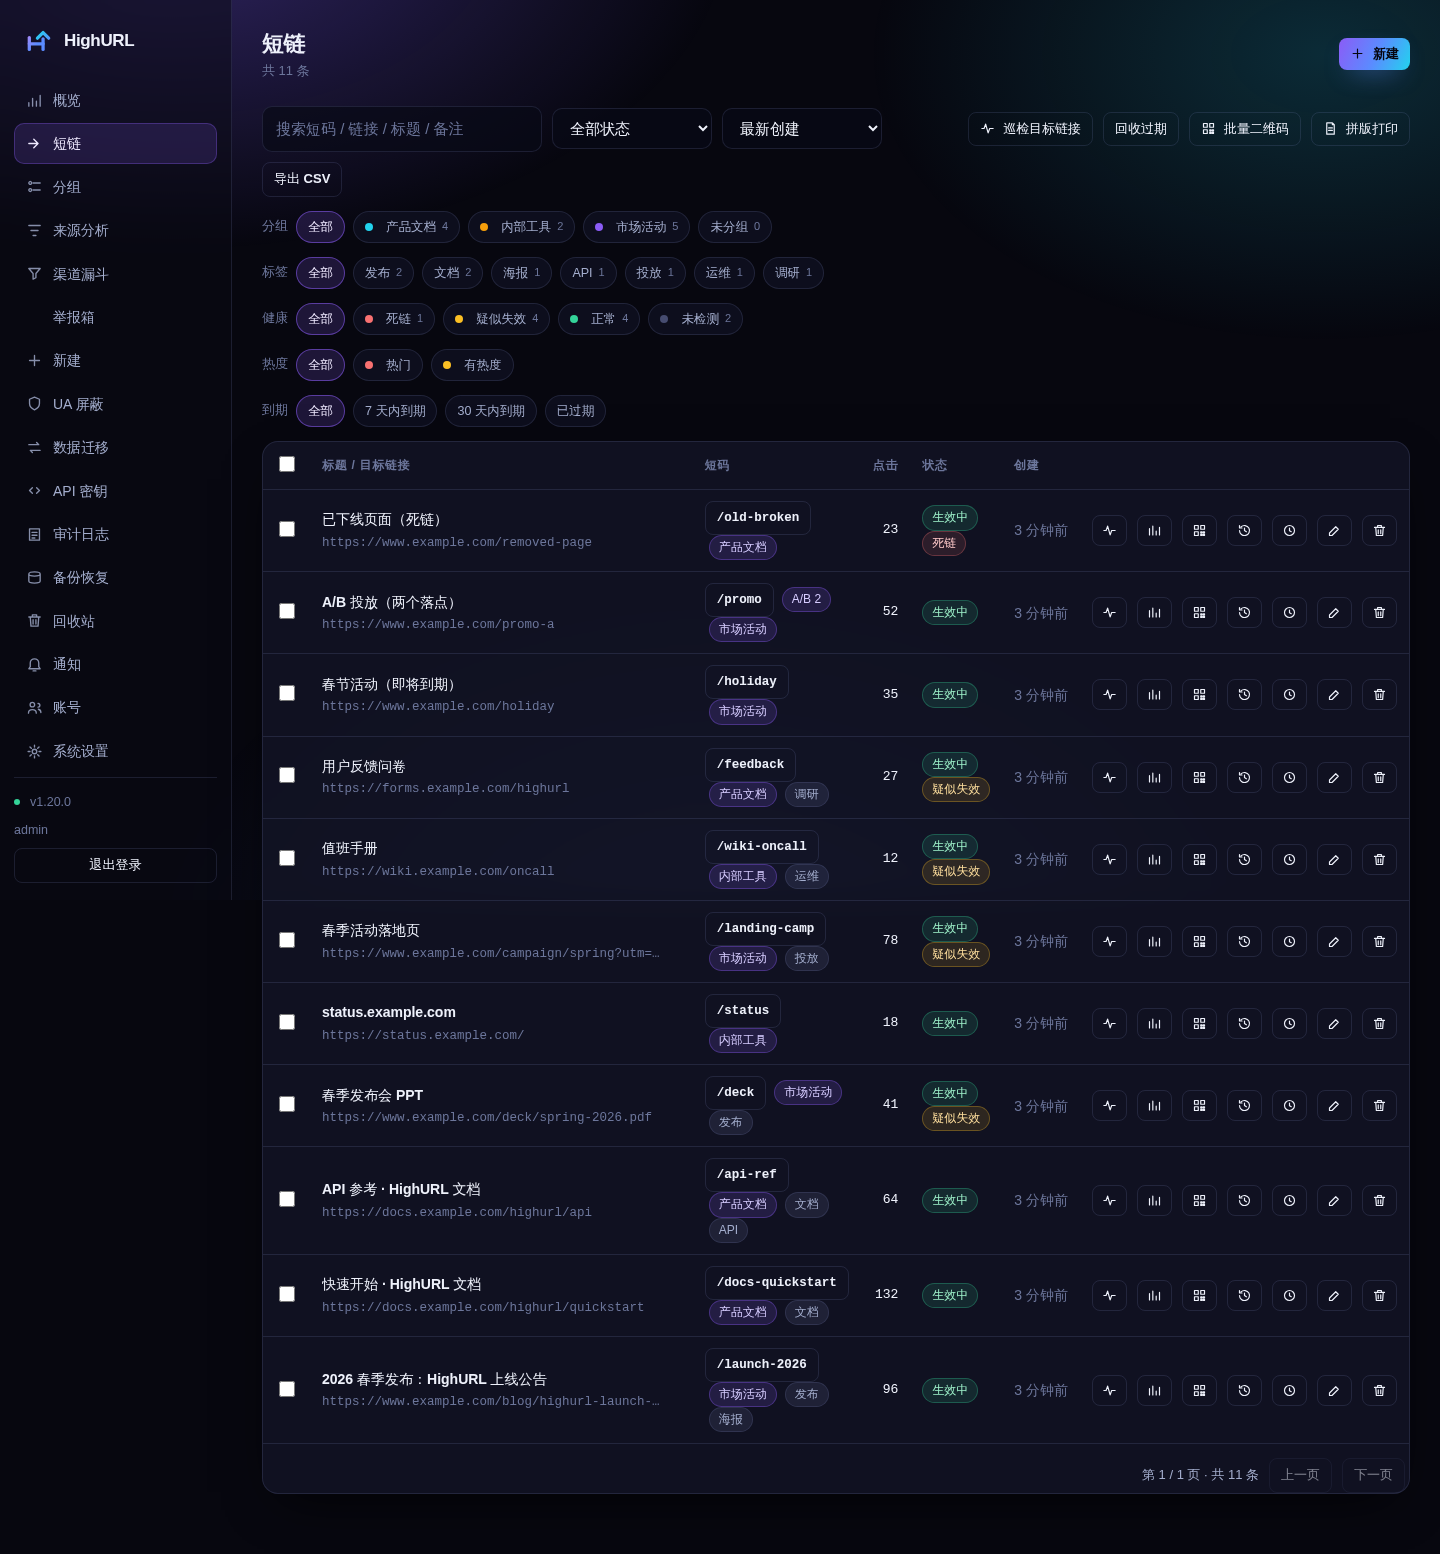 HighURL
概览
短链
分组
来源分析
渠道漏斗
举报箱
新建
UA 屏蔽
数据迁移
API 密钥
审计日志
备份恢复
回收站
通知
账号
系统设置
v1.20.0
admin
退出登录
短链
共 11 条
新建
搜索短码 / 链接 / 标题 / 备注
全部状态
最新创建
巡检目标链接
回收过期
批量二维码
拼版打印
导出 CSV
分组 全部 产品文档 4 内部工具 2 市场活动 5 未分组 0
标签 全部 发布 2 文档 2 海报 1 API 1 投放 1 运维 1 调研 1
健康 全部 死链 1 疑似失效 4 正常 4 未检测 2
热度 全部 热门 有热度
到期 全部 7 天内到期 30 天内到期 已过期
标题 / 目标链接 短码 点击 状态 创建
已下线页面（死链）
https://www.example.com/removed-page
/old-broken
产品文档
23
生效中
死链
3 分钟前
A/B 投放（两个落点）
https://www.example.com/promo-a
/promo A/B 2
市场活动
52
生效中
3 分钟前
春节活动（即将到期）
https://www.example.com/holiday
/holiday
市场活动
35
生效中
3 分钟前
用户反馈问卷
https://forms.example.com/highurl
/feedback
产品文档 调研
27
生效中
疑似失效
3 分钟前
值班手册
https://wiki.example.com/oncall
/wiki-oncall
内部工具 运维
12
生效中
疑似失效
3 分钟前
春季活动落地页
https://www.example.com/campaign/spring?utm=…
/landing-camp
市场活动 投放
78
生效中
疑似失效
3 分钟前
status.example.com
https://status.example.com/
/status
内部工具
18
生效中
3 分钟前
春季发布会 PPT
https://www.example.com/deck/spring-2026.pdf
/deck 市场活动
发布
41
生效中
疑似失效
3 分钟前
API 参考 · HighURL 文档
https://docs.example.com/highurl/api
/api-ref
产品文档 文档
API
64
生效中
3 分钟前
快速开始 · HighURL 文档
https://docs.example.com/highurl/quickstart
/docs-quickstart
产品文档 文档
132
生效中
3 分钟前
2026 春季发布：HighURL 上线公告
https://www.example.com/blog/highurl-launch-…
/launch-2026
市场活动 发布
海报
96
生效中
3 分钟前
第 1 / 1 页 · 共 11 条 上一页 下一页